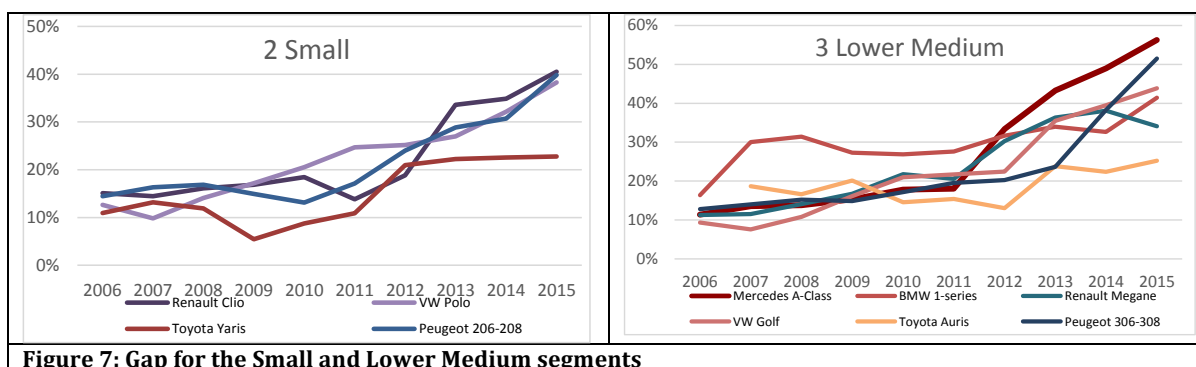 2 Small
50%
40%
30%
20%
10%
0%
2006 2007 2008 2009 2010 2011 2012 2013 2014 2015
Renault Clio VW Polo
Toyota Yaris Peugeot 206-208
3 Lower Medium
60%
50%
40%
30%
20%
10%
0%
2006 2007 2008 2009 2010 2011 2012 2013 2014 2015
Mercedes A-Class BMW 1-series Renault Megane
VW Golf Toyota Auris Peugeot 306-308
Figure 7: Gap for the Small and Lower Medium segments